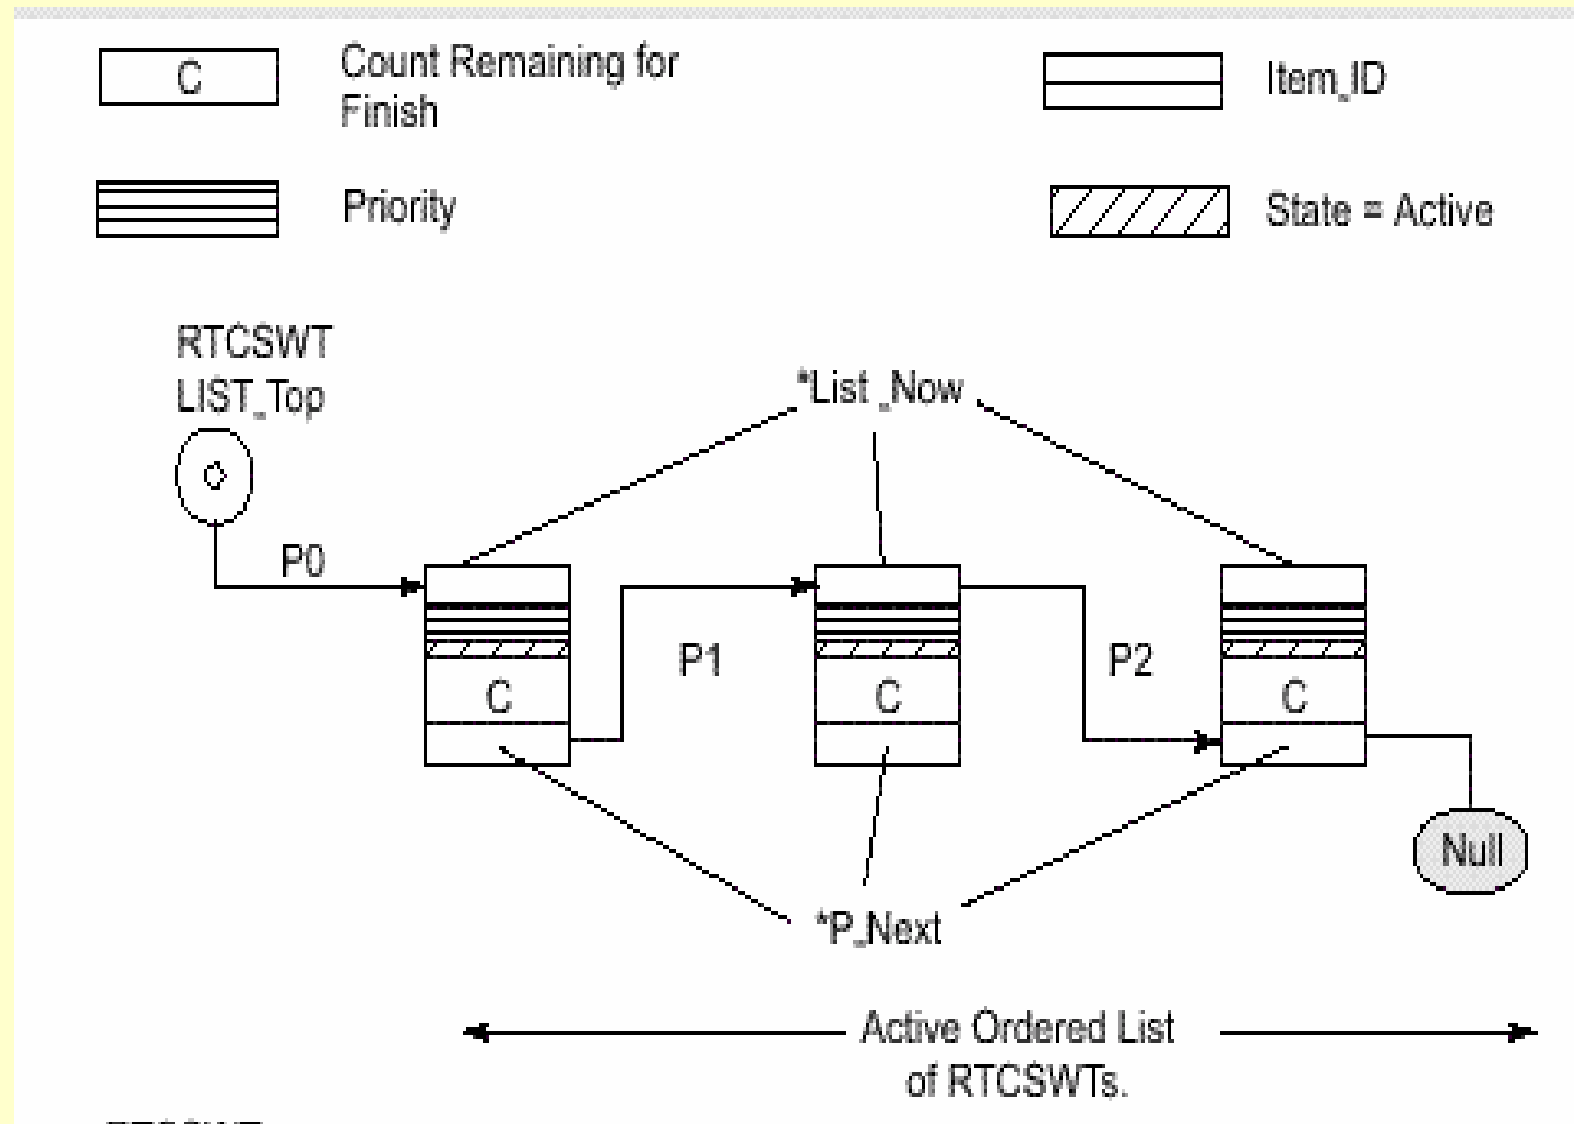 C
Count Remaining for
Finish
Item_ID
Priority
State = Active
RTCSWT
LIST_Top
*List_Now
P0
P1
P2
C
C
C
Null
*P_Next
Active Ordered List
of RTCSWTs.